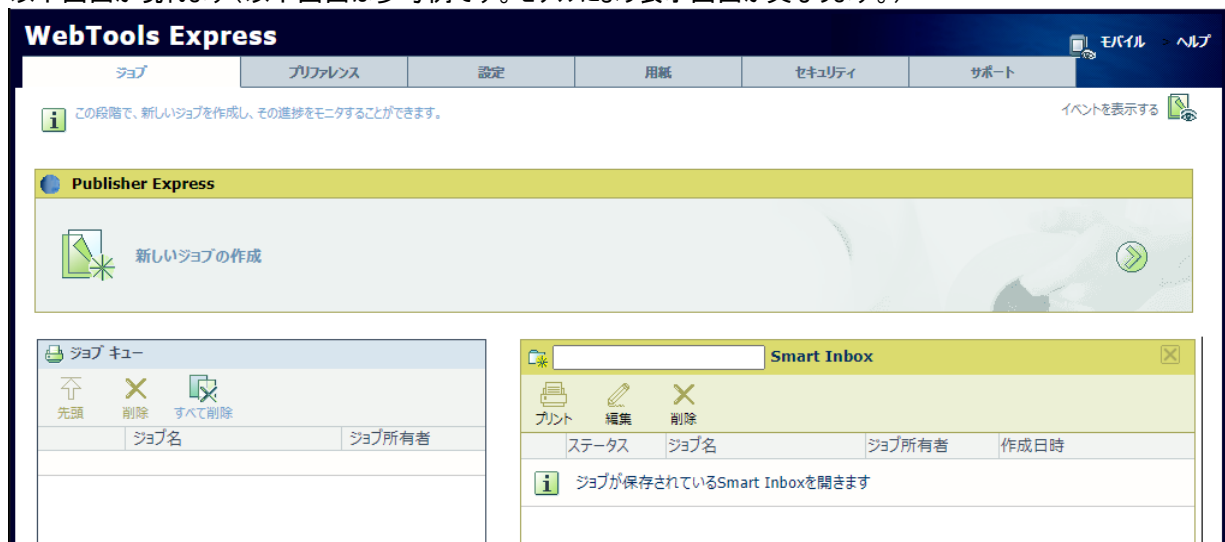 WebTools Express
モバイル ヘルプ
ジョブ プリファレンス 設定 用紙 セキュリティ サポート
この段階で、新しいジョブを作成し、その進捗をモニタすることができます。
イベントを表示する
Publisher Express
新しいジョブの作成
ジョブ キュー
先頭 削除 すべて削除
ジョブ名 ジョブ所有者
Smart Inbox
プリント 編集 削除
ステータス ジョブ名 ジョブ所有者 作成日時
ジョブが保存されているSmart Inboxを開きます